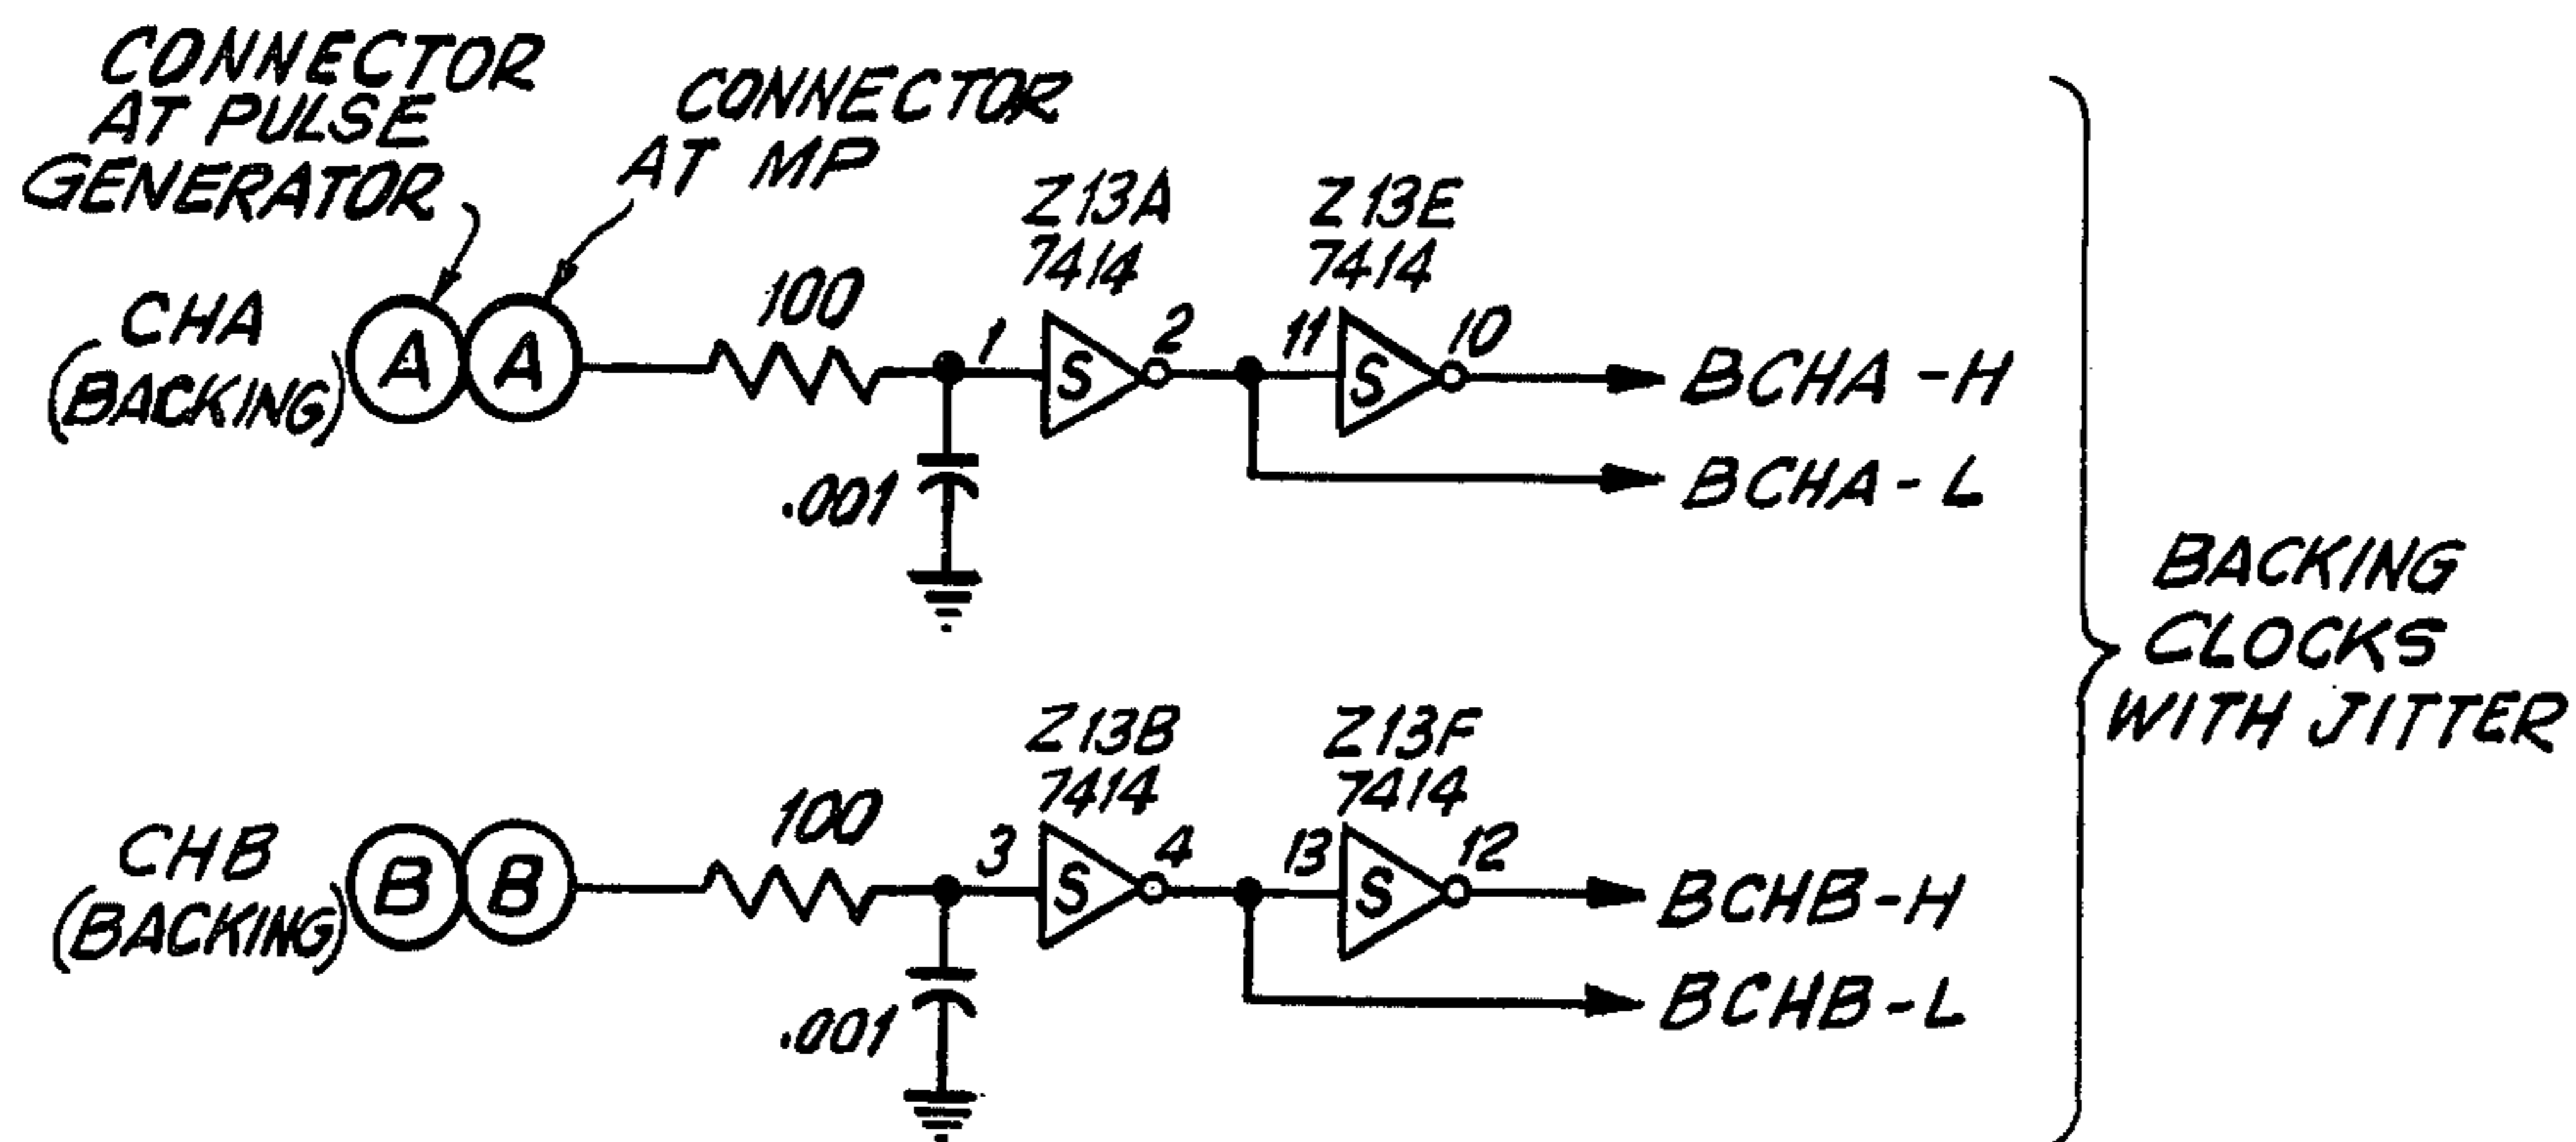 CONNECTOR
AT PULSE
GENERATOR
CONNECTOR
AT MP
CHA
(BACKING)
A
A
100
.001
1
Z13A
7414
S
2
11
Z13E
7414
S
10
BCHA-H
BCHA-L
CHB
(BACKING)
B
B
100
.001
3
Z13B
7414
S
4
13
Z13F
7414
S
12
BCHB-H
BCHB-L
BACKING
CLOCKS
WITH JITTER